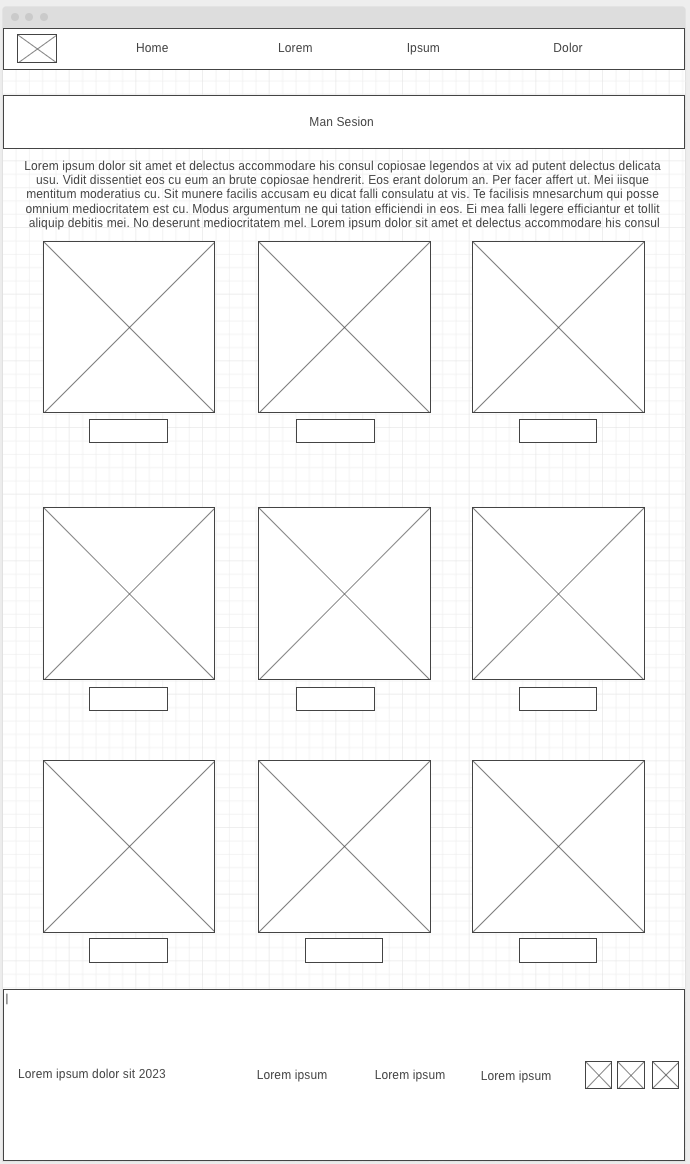 Home Lorem Ipsum Dolor
Man Sesion
Lorem ipsum dolor sit amet et delectus accommodare his consul copiosae legendos at vix ad putent delectus delicata
usu. Vidit dissentiet eos cu eum an brute copiosae hendrerit. Eos erant dolorum an. Per facer affert ut. Mei iisque
mentitum moderatius cu. Sit munere facilis accusam eu dicat falli consulatu at vis. Te facilisis mnesarchum qui posse
omnium mediocritatem est cu. Modus argumentum ne qui tation efficiendi in eos. Ei mea falli legere efficiantur et tollit
aliquip debitis mei. No deserunt mediocritatem mel. Lorem ipsum dolor sit amet et delectus accommodare his consul
Lorem ipsum dolor sit 2023 Lorem ipsum Lorem ipsum Lorem ipsum